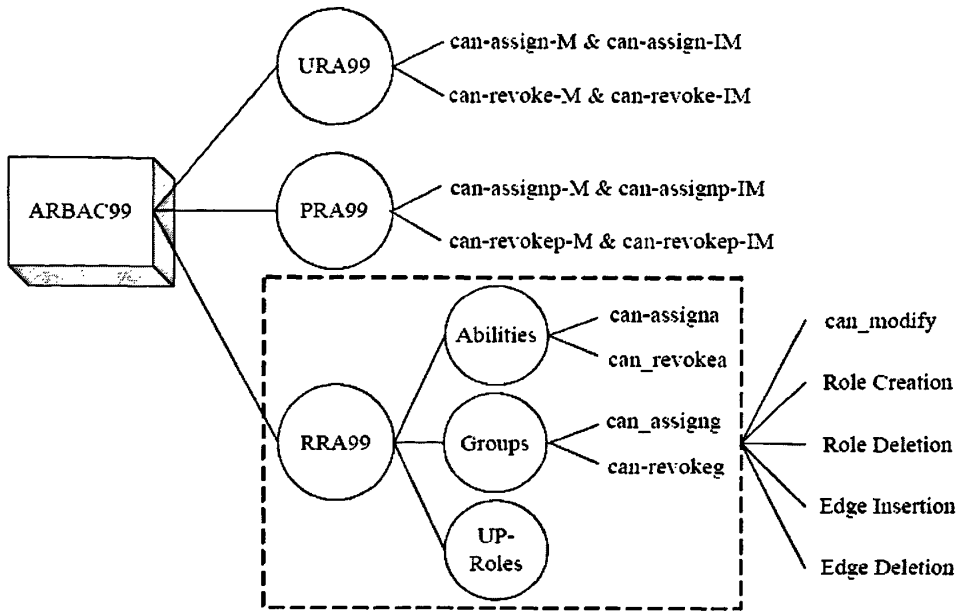 URA99
can-assign-M & can-assign-IM
can-revoke-M & can-revoke-IM
ARBAC99
PRA99
can-assignp-M & can-assignp-IM
can-revokep-M & can-revokep-IM
RRA99
Abilities
can-assigna
can_revokea
Groups
can_assigng
can-revokeg
UP-
Roles
can_modify
Role Creation
Role Deletion
Edge Insertion
Edge Deletion